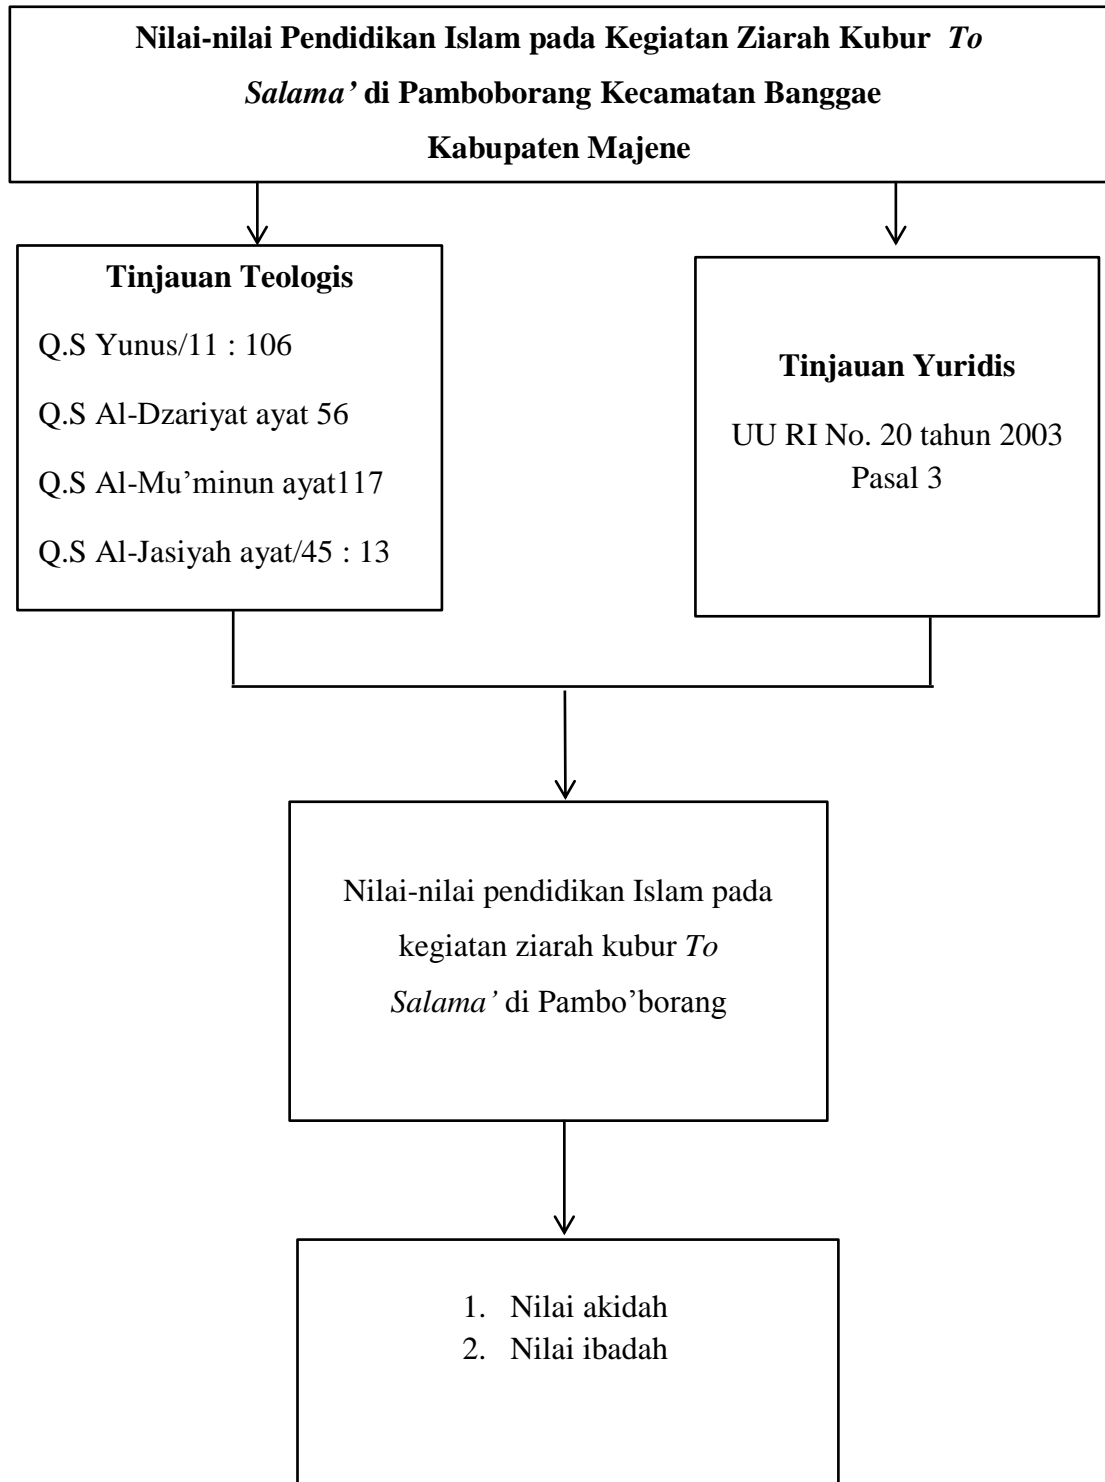 Nilai-nilai Pendidikan Islam pada Kegiatan Ziarah Kubur To
Salama’ di Pamboborang Kecamatan Banggae
Kabupaten Majene
Tinjauan Teologis
Q.S Yunus/11 : 106
Q.S Al-Dzariyat ayat 56
Q.S Al-Mu’minun ayat117
Q.S Al-Jasiyah ayat/45 : 13
Tinjauan Yuridis
UU RI No. 20 tahun 2003
Pasal 3
Nilai-nilai pendidikan Islam pada
kegiatan ziarah kubur To
Salama’ di Pambo’borang
1. Nilai akidah
2. Nilai ibadah